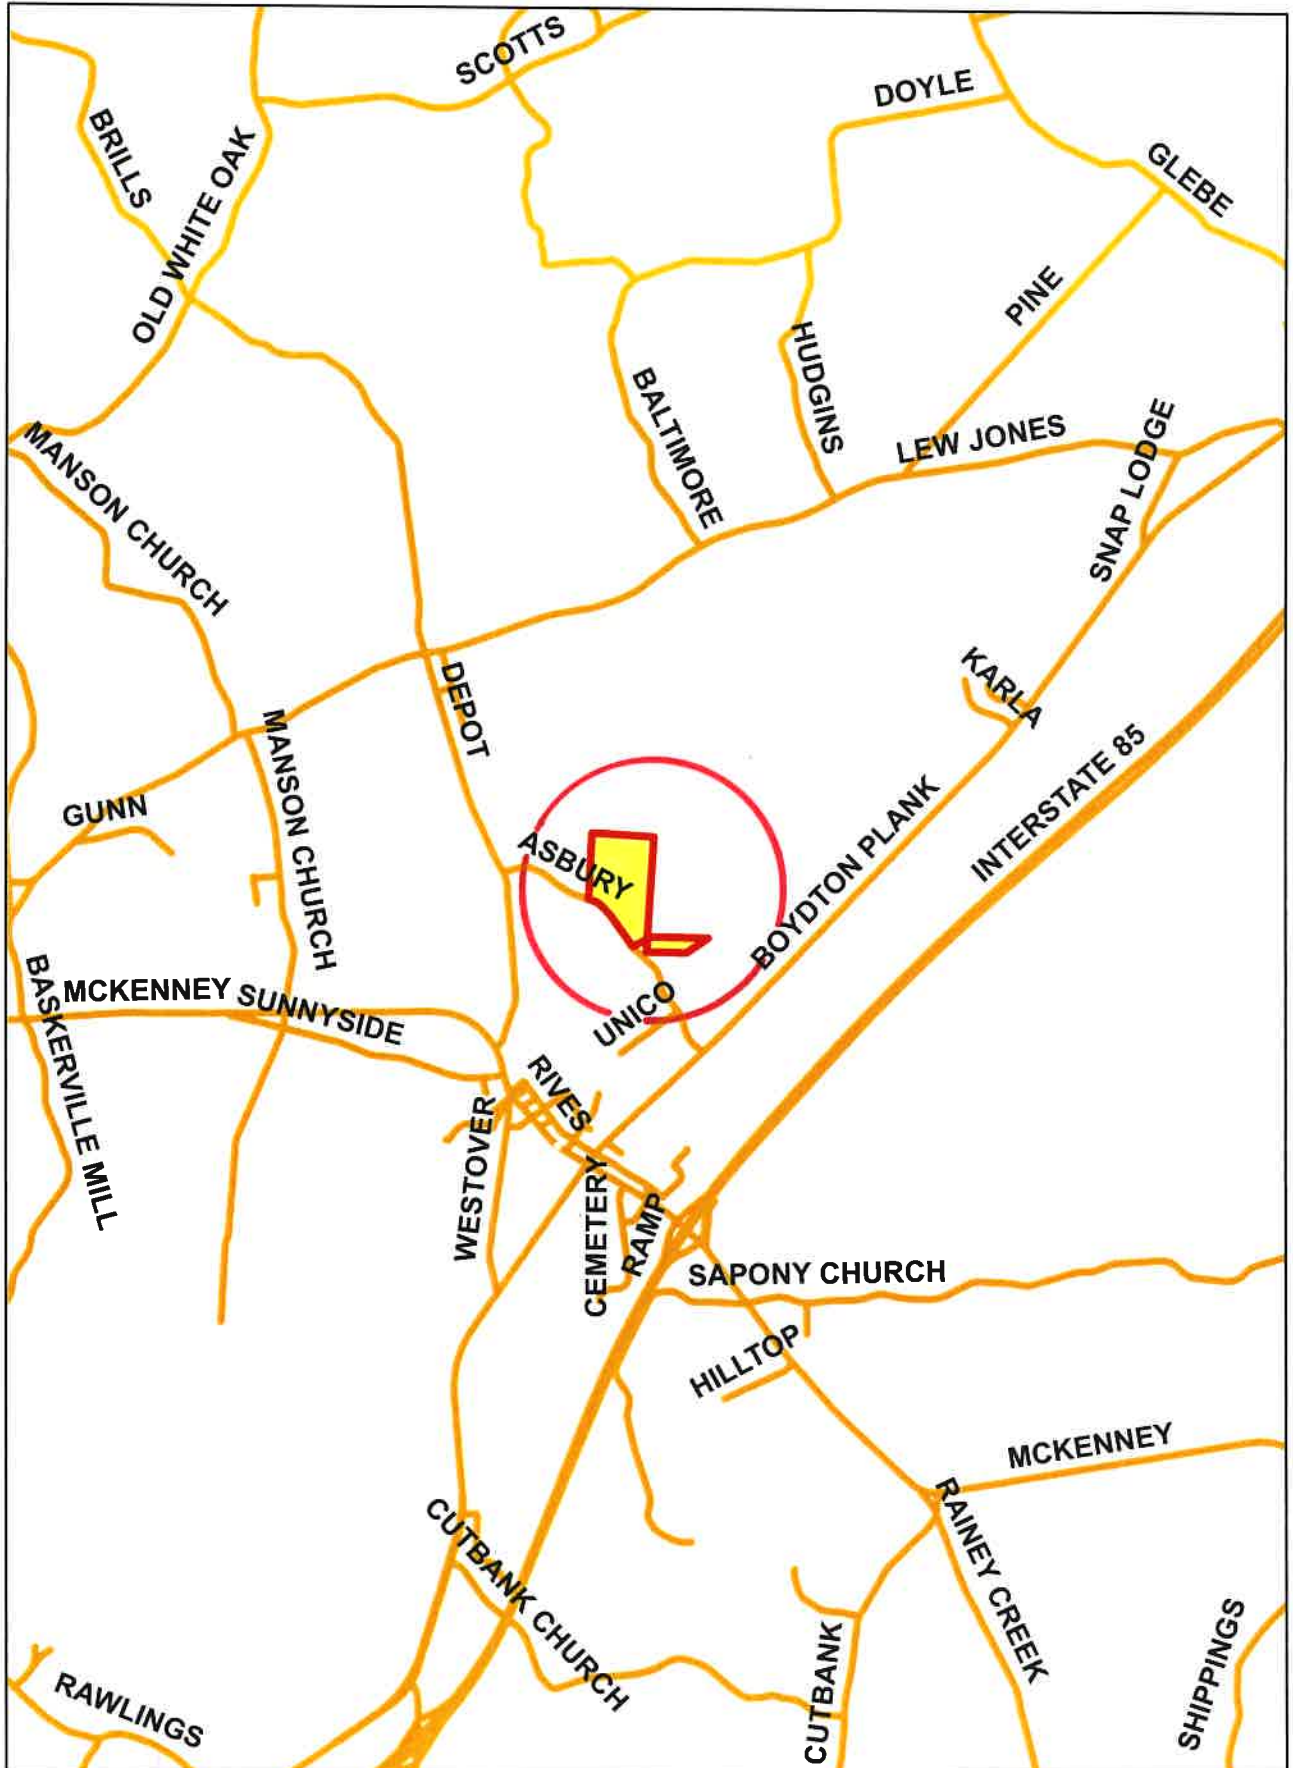 SCOTTS
DOYLE
BRILLS
OLD WHITE OAK
GLEBE
PINE
HUDGINS
BALTIMORE
LEW JONES
SNAP LODGE
MANSON CHURCH
KARLA
DEPOT
MANSON CHURCH
INTERSTATE 85
GUNN
BOYDTON PLANK
ASBURY
BASKERVILLE MILL
MCKENNEY
SUNNYSIDE
UNICO
RIVES
WESTOVER
CEMETERY
RAMP
SAPONY CHURCH
HILLTOP
MCKENNEY
RAINEY CREEK
CUTBANK CHURCH
CUTBANK
SHIPPINGS
RAWLINGS